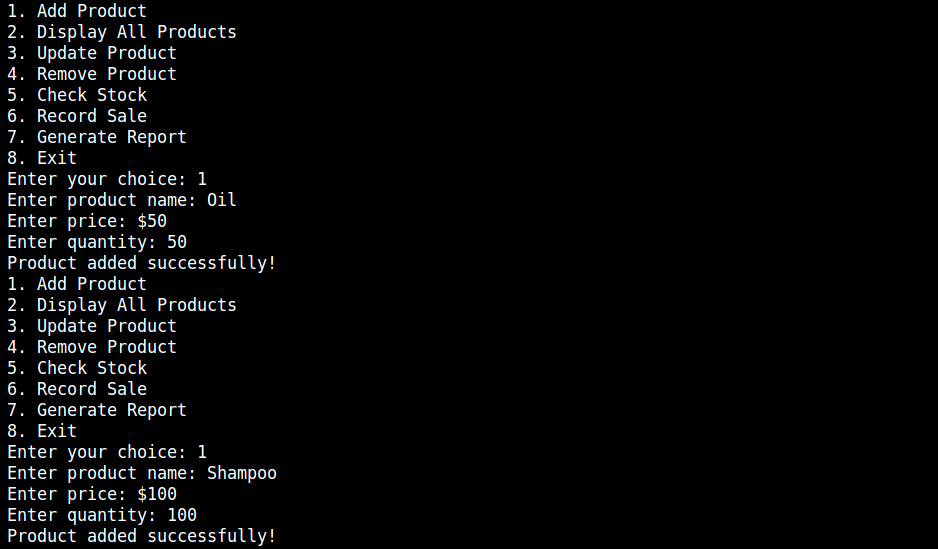 1. Add Product
2. Display All Products
3. Update Product
4. Remove Product
5. Check Stock
6. Record Sale
7. Generate Report
8. Exit
Enter your choice: 1
Enter product name: Oil
Enter price: $50
Enter quantity: 50
Product added successfully!
1. Add Product
2. Display All Products
3. Update Product
4. Remove Product
5. Check Stock
6. Record Sale
7. Generate Report
8. Exit
Enter your choice: 1
Enter product name: Shampoo
Enter price: $100
Enter quantity: 100
Product added successfully!